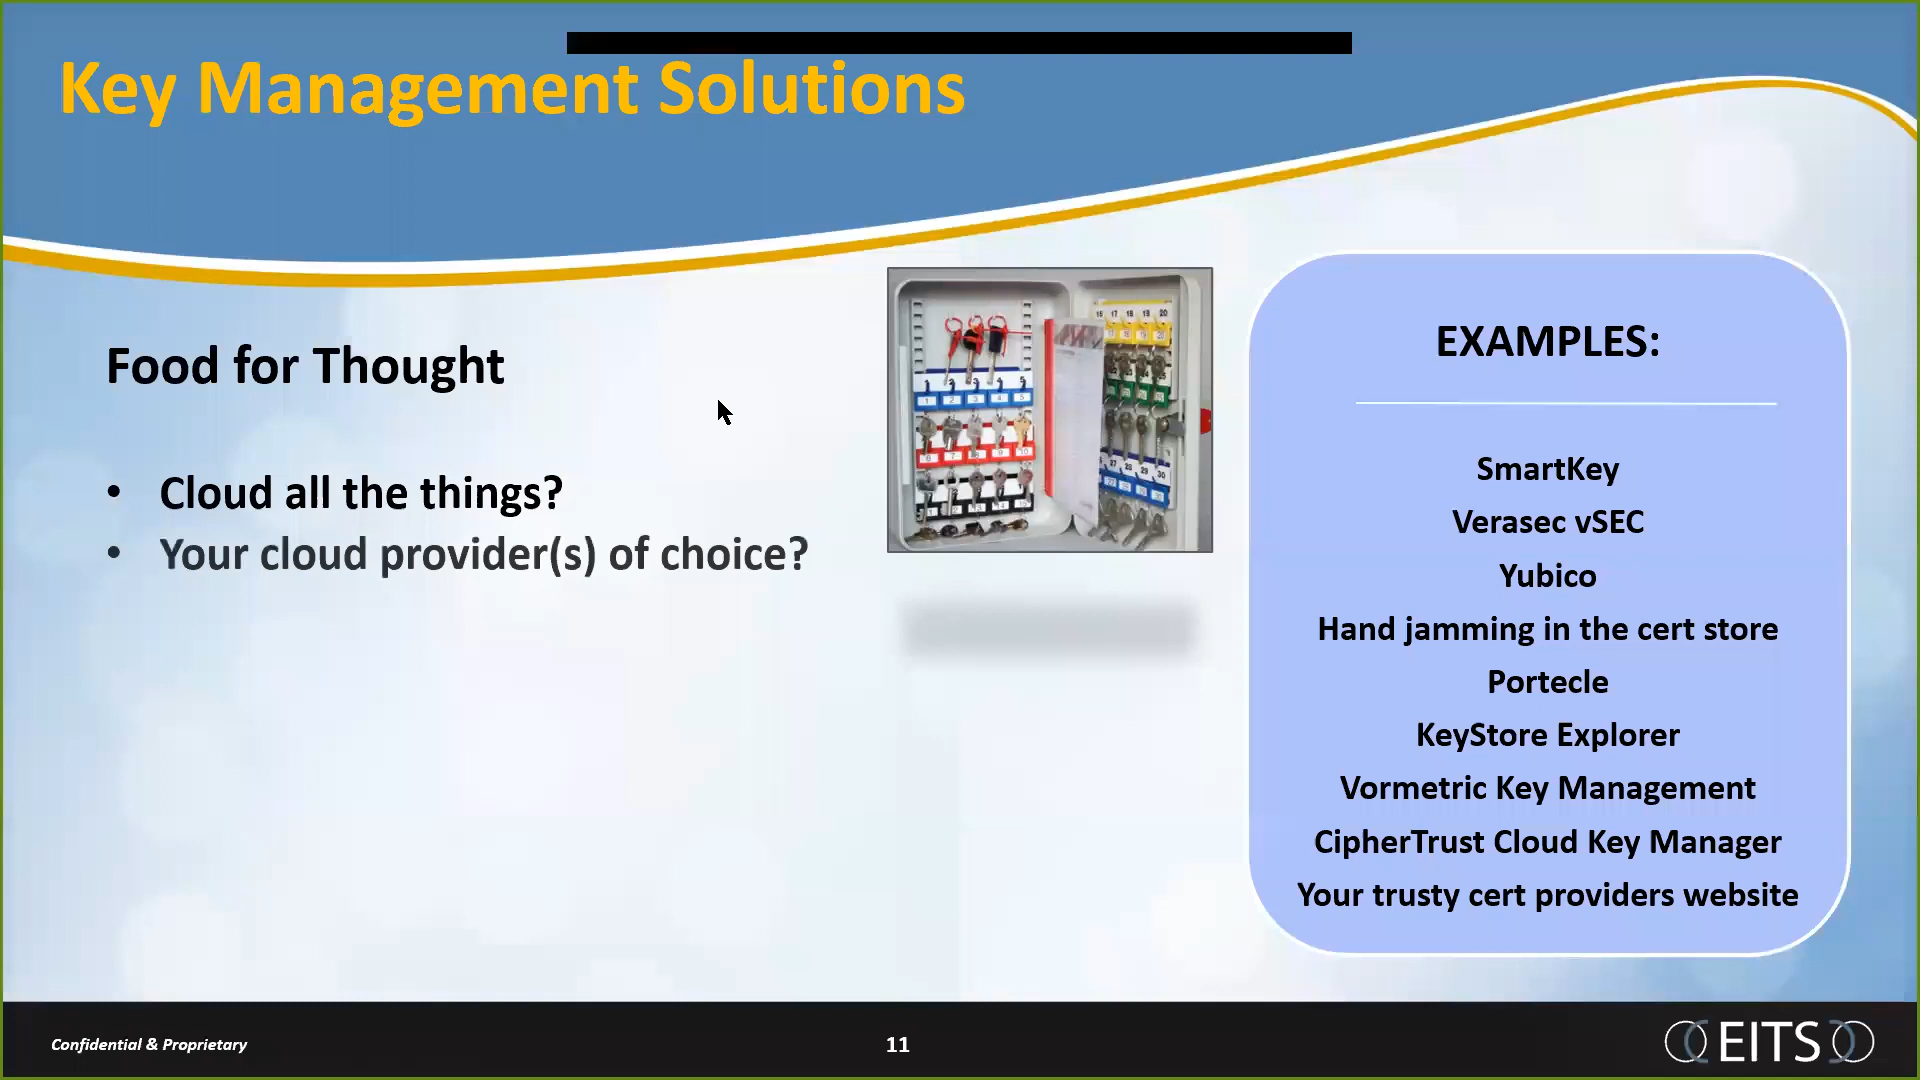 Key Management Solutions
Food for Thought
• Cloud all the things?
• Your cloud provider(s) of choice?
EXAMPLES:
SmartKey
Verasec vSEC
Yubico
Hand jamming in the cert store
Portecle
KeyStore Explorer
Vormetric Key Management
CipherTrust Cloud Key Manager
Your trusty cert providers website
Confidential & Proprietary
11
EITS